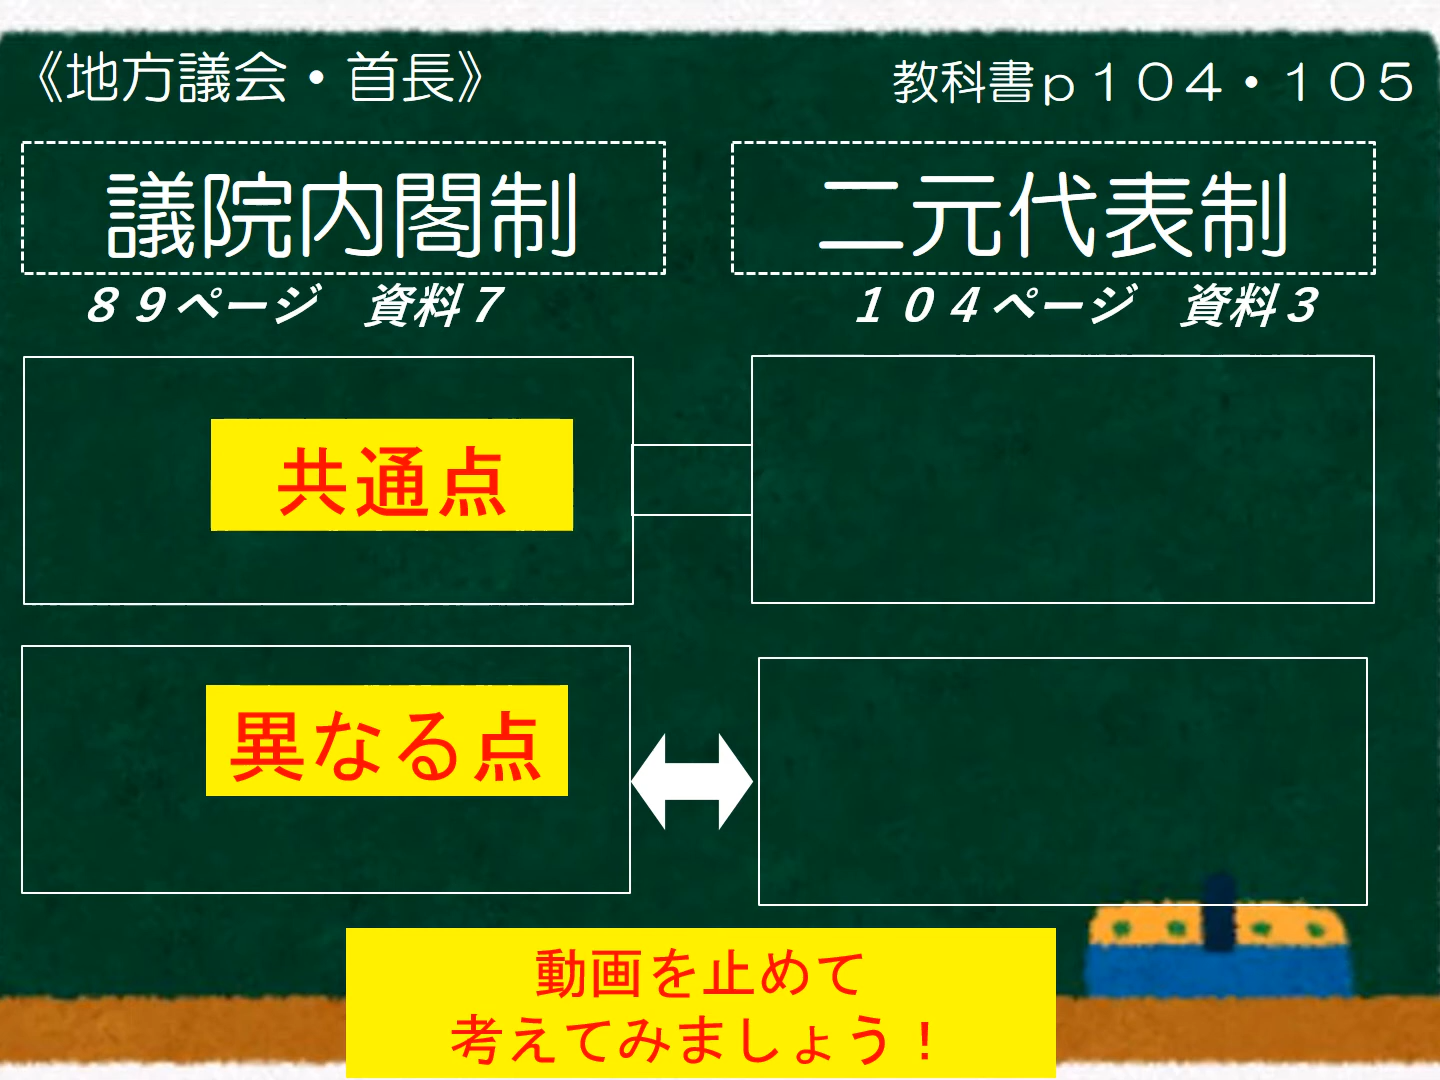 《地方議会・首長》
教科書ｐ１０４・１０５
議院内閣制
二元代表制
８９ページ　資料７
１０４ページ　資料３
共通点
異なる点
動画を止めて
考えてみましょう！